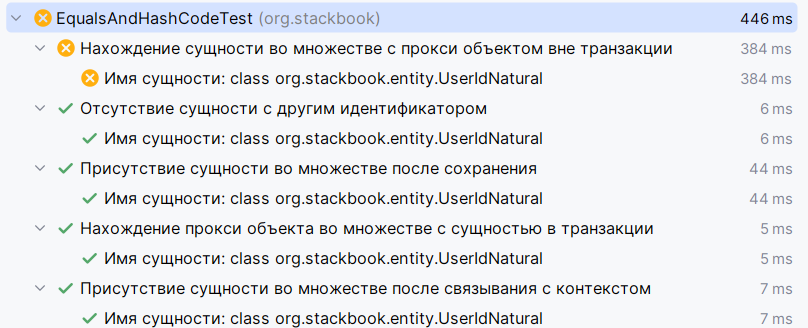 EqualsAndHashCodeTest (org.stackbook) 446 ms
Нахождение сущности во множестве с прокси объектом вне транзакции 384 ms
Имя сущности: class org.stackbook.entity.UserIdNatural 384 ms
Отсутствие сущности с другим идентификатором 6 ms
Имя сущности: class org.stackbook.entity.UserIdNatural 6 ms
Присутствие сущности во множестве после сохранения 44 ms
Имя сущности: class org.stackbook.entity.UserIdNatural 44 ms
Нахождение прокси объекта во множестве с сущностью в транзакции 5 ms
Имя сущности: class org.stackbook.entity.UserIdNatural 5 ms
Присутствие сущности во множестве после связывания с контекстом 7 ms
Имя сущности: class org.stackbook.entity.UserIdNatural 7 ms